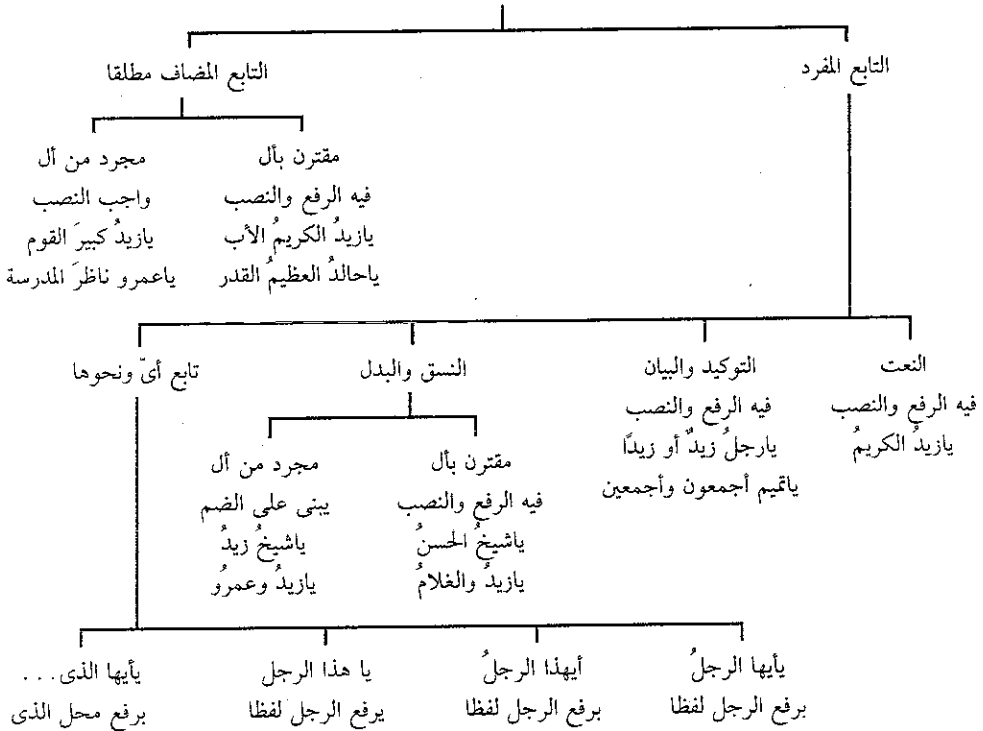 التابع المفرد
التابع المضاف مطلقا
مقترن بأل
فيه الرفع والنصب
يازيدُ الكريمُ الأب
ياحالدُ العظيمُ القدر
مجرد من أل
واجب النصب
يازيدُ كبيرَ القوم
ياعمرو ناظرَ المدرسة
النعت
فيه الرفع والنصب
يازيدُ الكريمُ
التوكيد والبيان
فيه الرفع والنصب
يارجلُ زيدٌ أو زيدًا
ياتميم أجمعون وأجمعين
النسق والبدل
مقترن بأل
فيه الرفع والنصب
ياشيخُ الحسنُ
يازيدُ والغلامُ
مجرد من أل
يبنى على الضم
ياشيخُ زيدُ
يازيدُ وعمرُو
تابع أىّ ونحوها
يأيها الرجلُ
برفع الرجل لفظا
أيهذا الرجلُ
برفع الرجل لفظا
يا هذا الرجل
يرفع الرجل لفظا
يأيها الذى...
برفع محل الذى